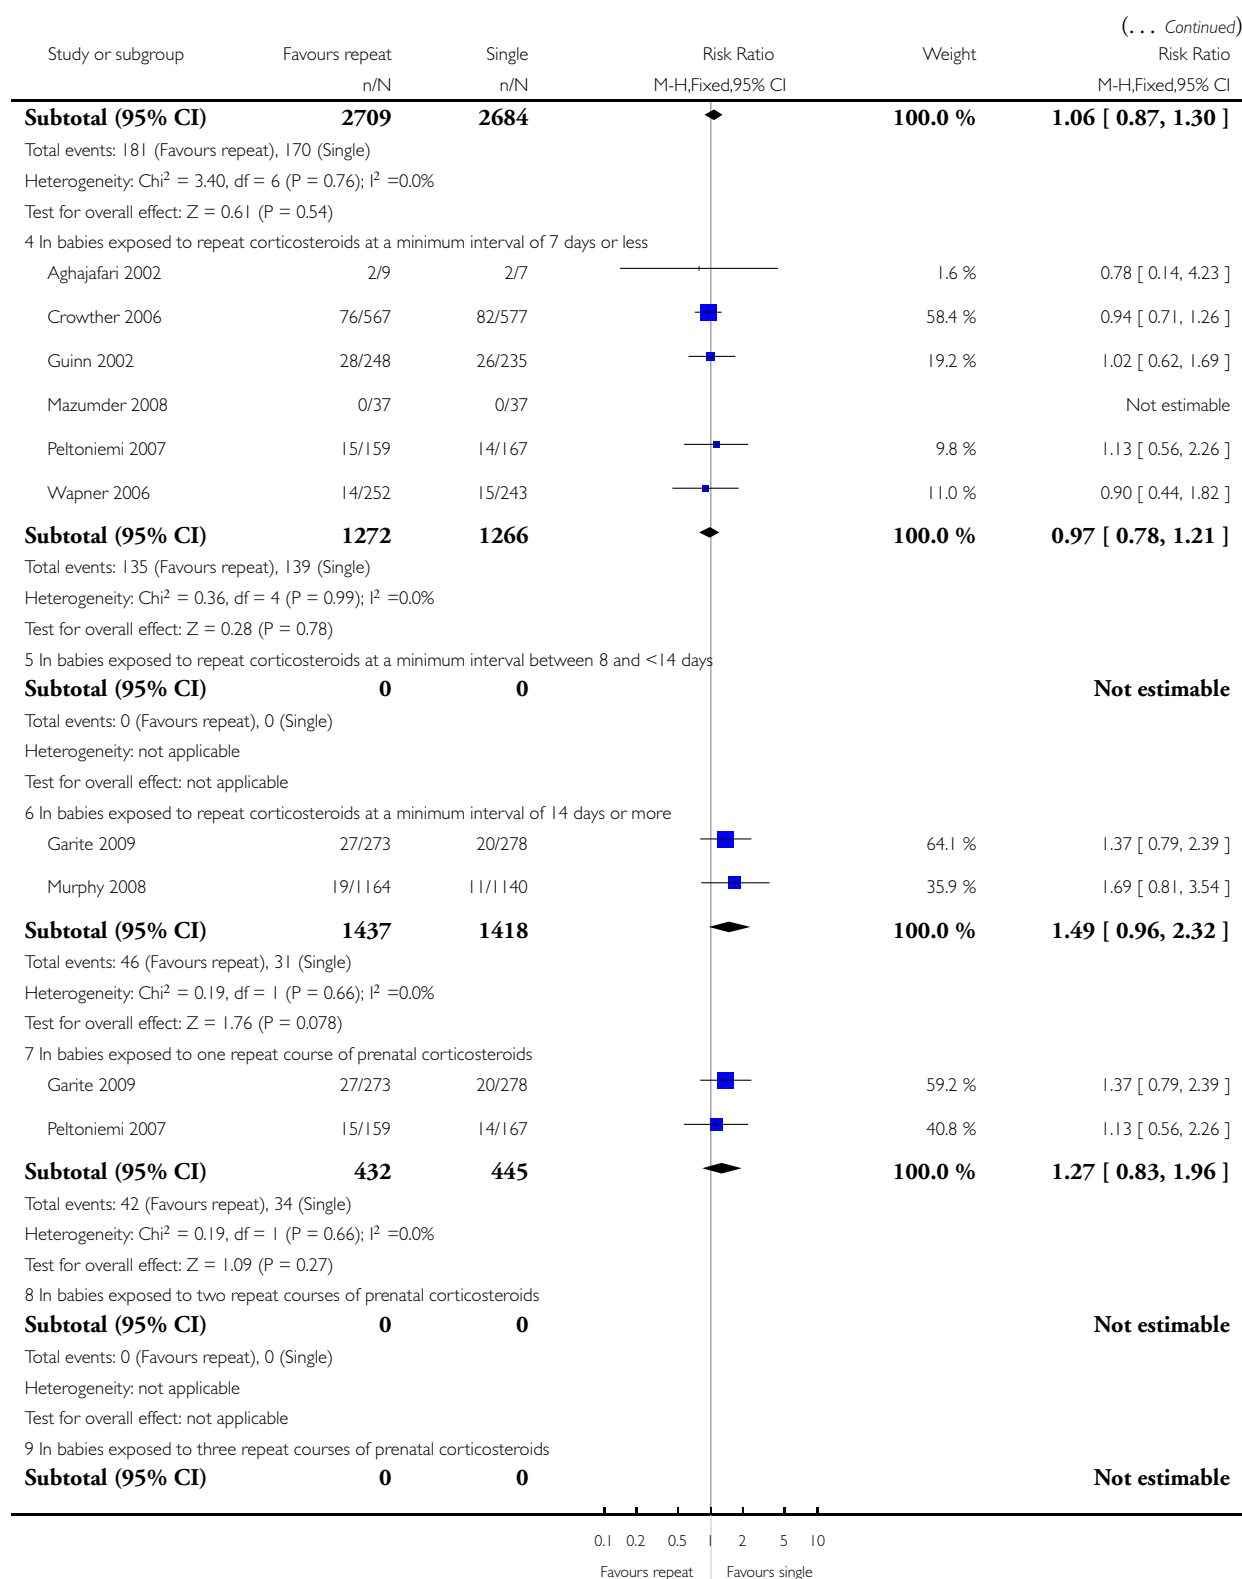 (... Continued)
Study or subgroup Favours repeat Single Risk Ratio Weight Risk Ratio
n/N n/N M-H,Fixed,95% CI M-H,Fixed,95% CI
Subtotal (95% CI) 2709 2684 100.0 % 1.06 [ 0.87, 1.30 ]
Total events: 181 (Favours repeat), 170 (Single)
Heterogeneity: Chi² = 3.40, df = 6 (P = 0.76); I² =0.0%
Test for overall effect: Z = 0.61 (P = 0.54)
4 In babies exposed to repeat corticosteroids at a minimum interval of 7 days or less
Aghajafari 2002 2/9 2/7 1.6 % 0.78 [ 0.14, 4.23 ]
Crowther 2006 76/567 82/577 58.4 % 0.94 [ 0.71, 1.26 ]
Guinn 2002 28/248 26/235 19.2 % 1.02 [ 0.62, 1.69 ]
Mazumder 2008 0/37 0/37 Not estimable
Peltoniemi 2007 15/159 14/167 9.8 % 1.13 [ 0.56, 2.26 ]
Wapner 2006 14/252 15/243 11.0 % 0.90 [ 0.44, 1.82 ]
Subtotal (95% CI) 1272 1266 100.0 % 0.97 [ 0.78, 1.21 ]
Total events: 135 (Favours repeat), 139 (Single)
Heterogeneity: Chi² = 0.36, df = 4 (P = 0.99); I² =0.0%
Test for overall effect: Z = 0.28 (P = 0.78)
5 In babies exposed to repeat corticosteroids at a minimum interval between 8 and <14 days
Subtotal (95% CI) 0 0 Not estimable
Total events: 0 (Favours repeat), 0 (Single)
Heterogeneity: not applicable
Test for overall effect: not applicable
6 In babies exposed to repeat corticosteroids at a minimum interval of 14 days or more
Garite 2009 27/273 20/278 64.1 % 1.37 [ 0.79, 2.39 ]
Murphy 2008 19/1164 11/1140 35.9 % 1.69 [ 0.81, 3.54 ]
Subtotal (95% CI) 1437 1418 100.0 % 1.49 [ 0.96, 2.32 ]
Total events: 46 (Favours repeat), 31 (Single)
Heterogeneity: Chi² = 0.19, df = 1 (P = 0.66); I² =0.0%
Test for overall effect: Z = 1.76 (P = 0.078)
7 In babies exposed to one repeat course of prenatal corticosteroids
Garite 2009 27/273 20/278 59.2 % 1.37 [ 0.79, 2.39 ]
Peltoniemi 2007 15/159 14/167 40.8 % 1.13 [ 0.56, 2.26 ]
Subtotal (95% CI) 432 445 100.0 % 1.27 [ 0.83, 1.96 ]
Total events: 42 (Favours repeat), 34 (Single)
Heterogeneity: Chi² = 0.19, df = 1 (P = 0.66); I² =0.0%
Test for overall effect: Z = 1.09 (P = 0.27)
8 In babies exposed to two repeat courses of prenatal corticosteroids
Subtotal (95% CI) 0 0 Not estimable
Total events: 0 (Favours repeat), 0 (Single)
Heterogeneity: not applicable
Test for overall effect: not applicable
9 In babies exposed to three repeat courses of prenatal corticosteroids
Subtotal (95% CI) 0 0 Not estimable
0.1 0.2 0.5 1 2 5 10
Favours repeat Favours single